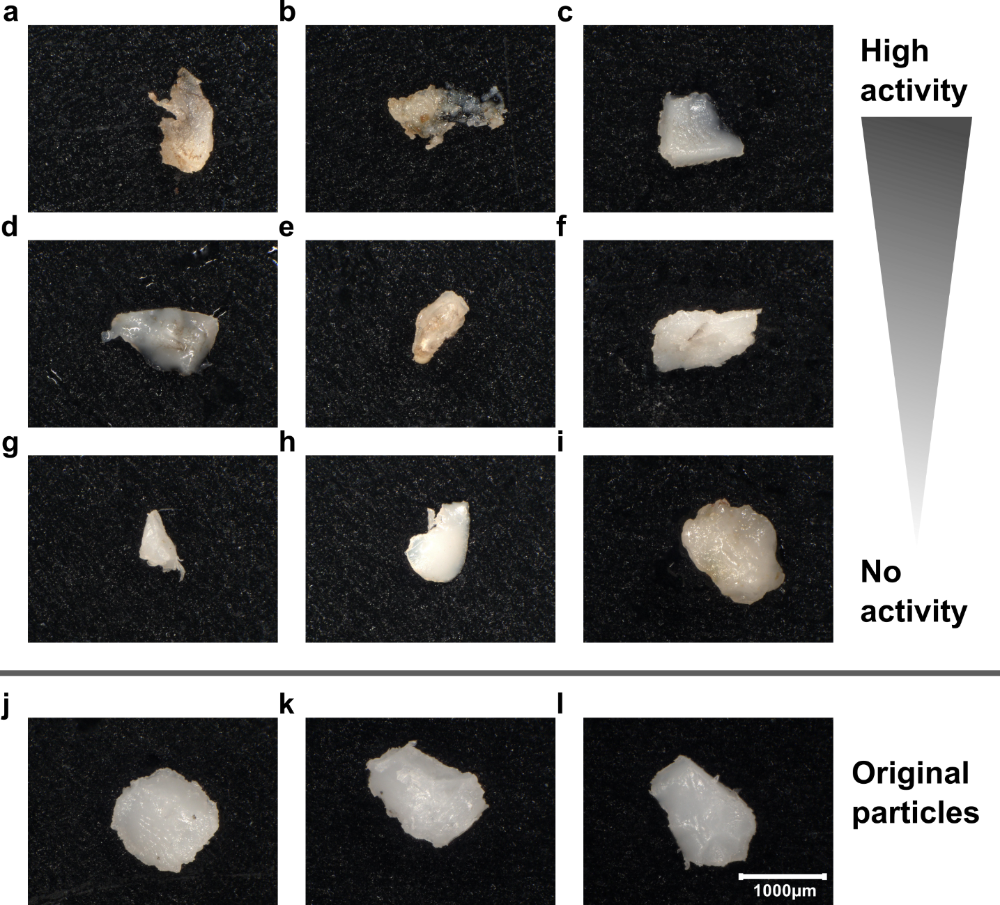 a b c
High
activity
d e f
g h i
No
activity
j k l
Original
particles
1000µm